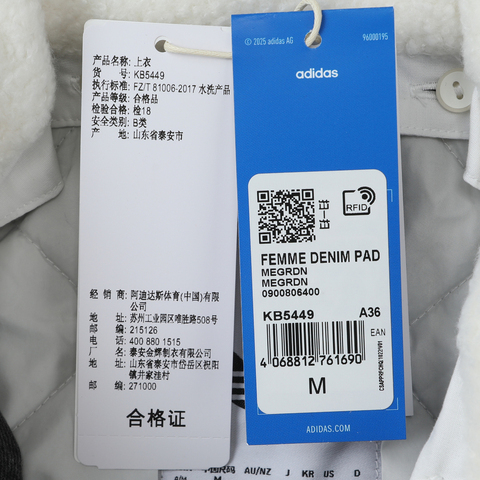 产品名称：上衣
货 号：KB5449
执行标准：FZ/T 81006-2017 水洗产品
产品等级：合格品
检验合格：检18
安全类别：B类
产 地：山东省泰安市
经 销 商：阿迪达斯体育(中国)有限公司
地 址：苏州工业园区唯胜路508号
邮 编：215126
电 话：400 880 1515
厂 名：泰安金辉制衣有限公司
地 址：山东省泰安市岱岳区祝阳镇井家洼村
邮 编：271000
合格证
© 2025 adidas AG
96000195
adidas
EI-EI
RFID
FEMME DENIM PAD
MEGRDN
MEGRDN
0900806400
KB5449 A36
EAN
4 068812 761690
M
ADIDAS.COM
AU/NZ J KR US D
M